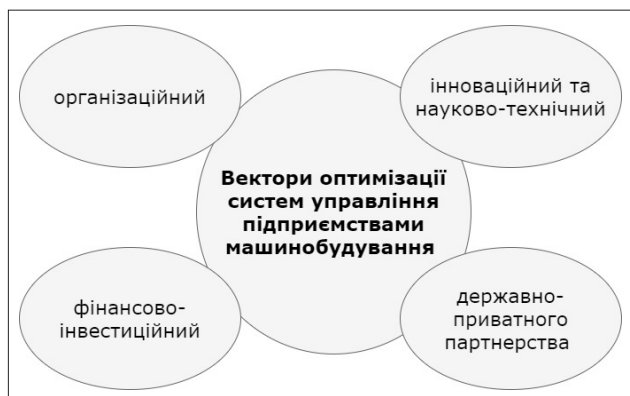 організаційний
інноваційний та
науково-технічний
Вектори оптимізації
систем управління
підприємствами
машинобудування
фінансово-
інвестиційний
державно-
приватного
партнерства